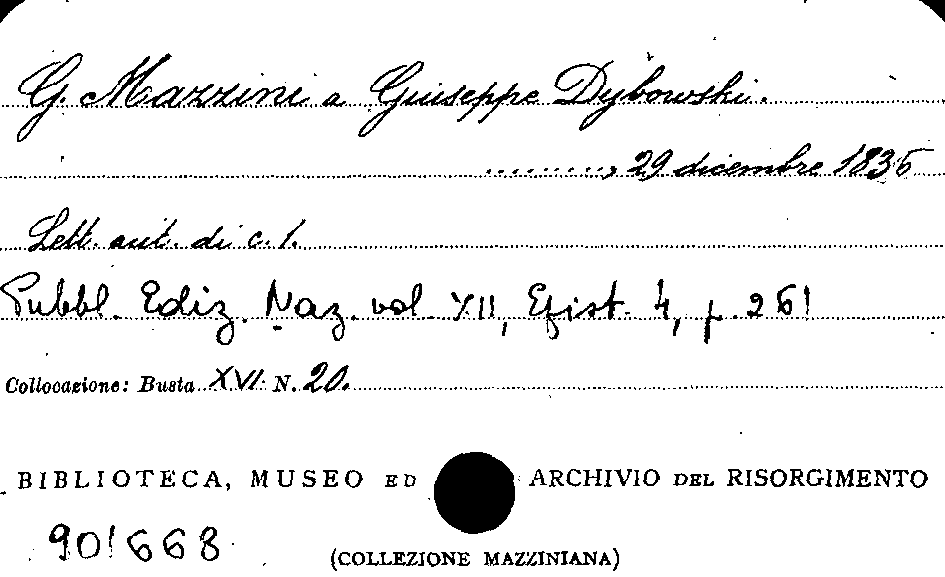 G. Mazzini a Giuseppe Dybowski.
........., 29 dicembre 1835
Lett. aut. di c. 1.
Pubbl. Ediz. Naz. vol. XII, Epist. 4, p. 261
Collocazione: Busta XVI N. 20.
BIBLIOTECA, MUSEO ED ARCHIVIO DEL RISORGIMENTO
901668
(COLLEZIONE MAZZINIANA)